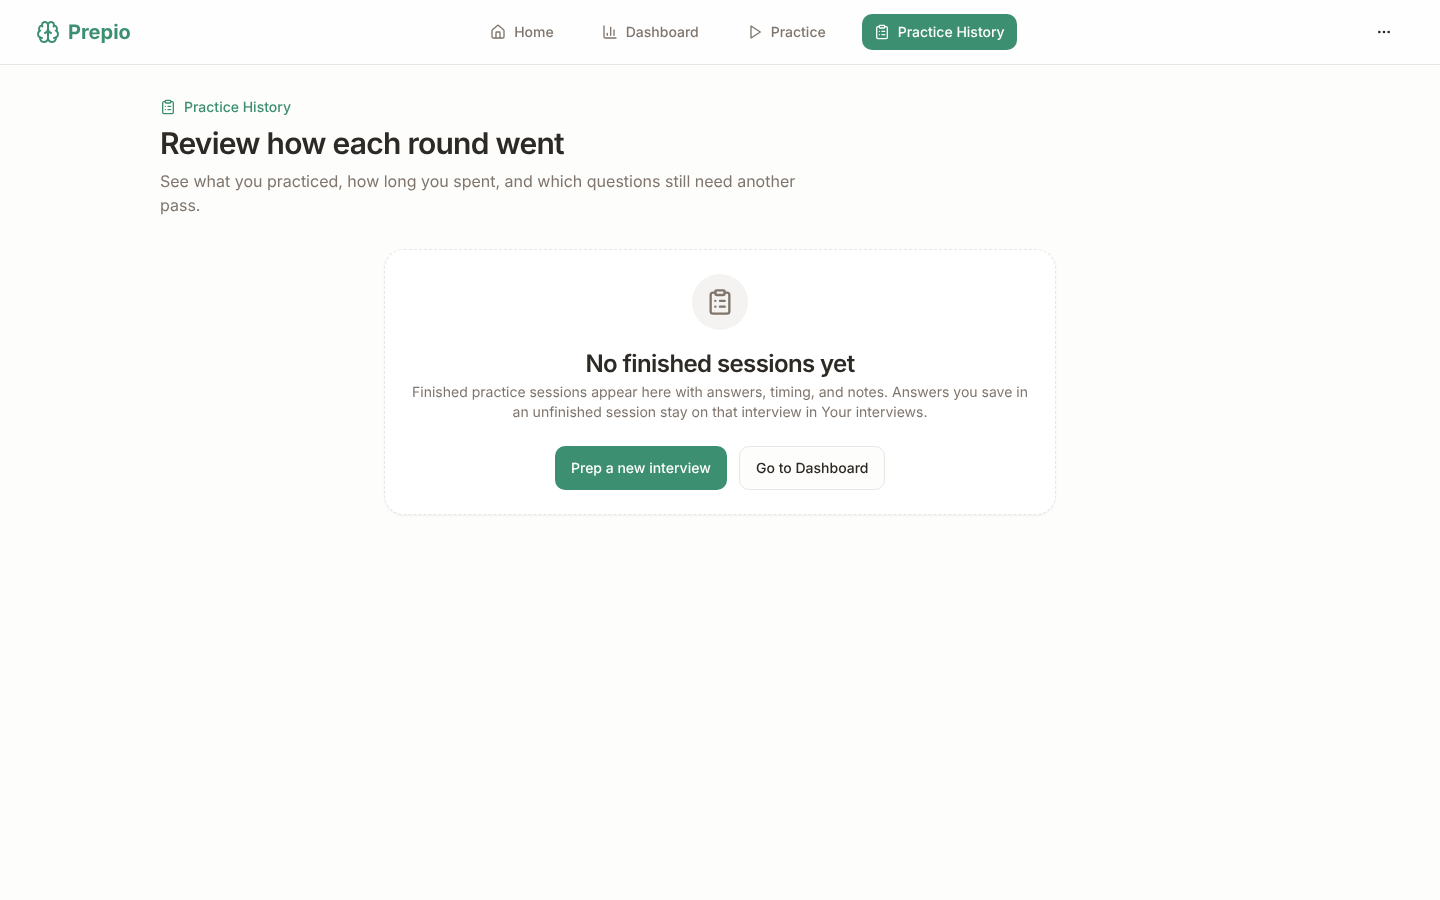 Prepio
Home
Dashboard
Practice
Practice History
Practice History
Review how each round went
See what you practiced, how long you spent, and which questions still need another
pass.
No finished sessions yet
Finished practice sessions appear here with answers, timing, and notes. Answers you save in
an unfinished session stay on that interview in Your interviews.
Prep a new interview
Go to Dashboard